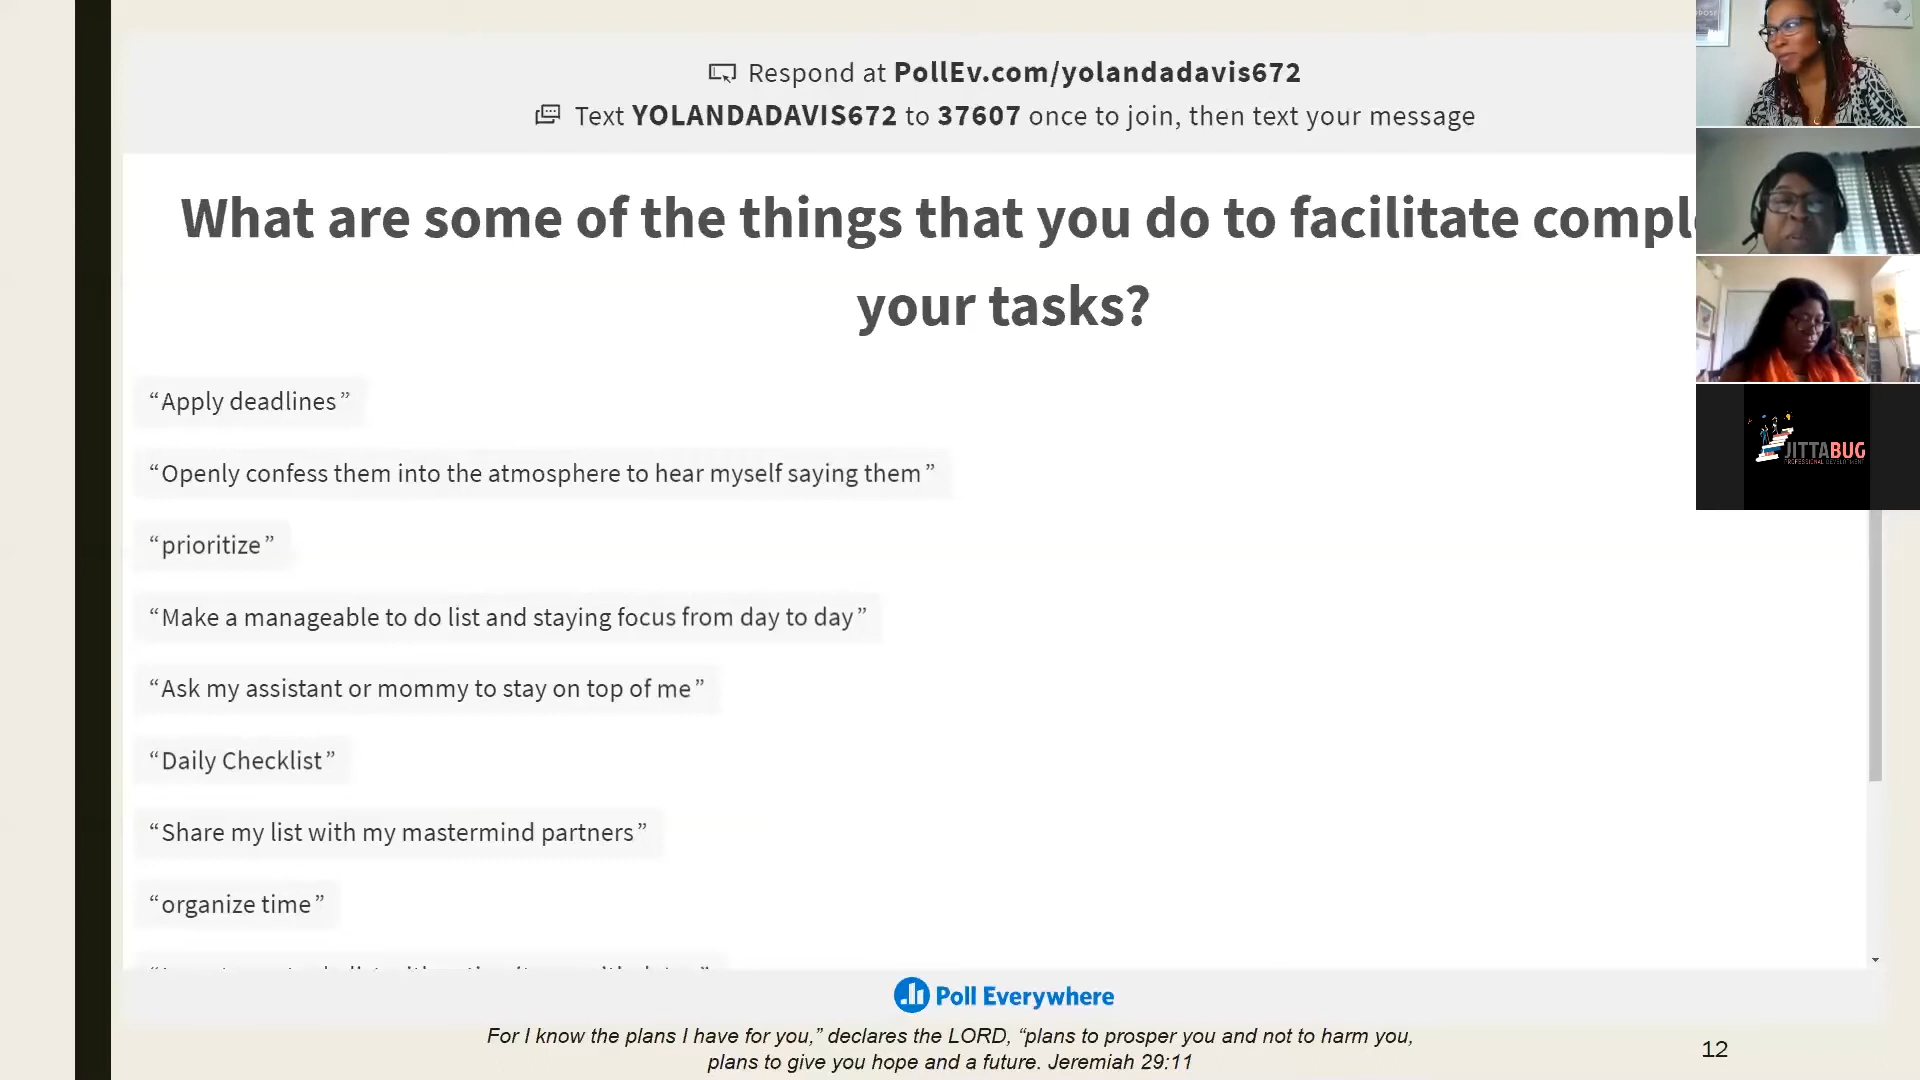 Respond at PollEv.com/yolandadavis672
Text YOLANDADAVIS672 to 37607 once to join, then text your message
What are some of the things that you do to facilitate
your tasks?
“Apply deadlines”
“Openly confess them into the atmosphere to hear myself saying them”
“prioritize”
“Make a manageable to do list and staying focus from day to day”
“Ask my assistant or mommy to stay on top of me”
“Daily Checklist”
“Share my list with my mastermind partners”
“organize time”
Poll Everywhere
For I know the plans I have for you,” declares the LORD, “plans to prosper you and not to harm you,
plans to give you hope and a future. Jeremiah 29:11
12
JITTABUG
PROFESSIONAL DEVELOPMENT